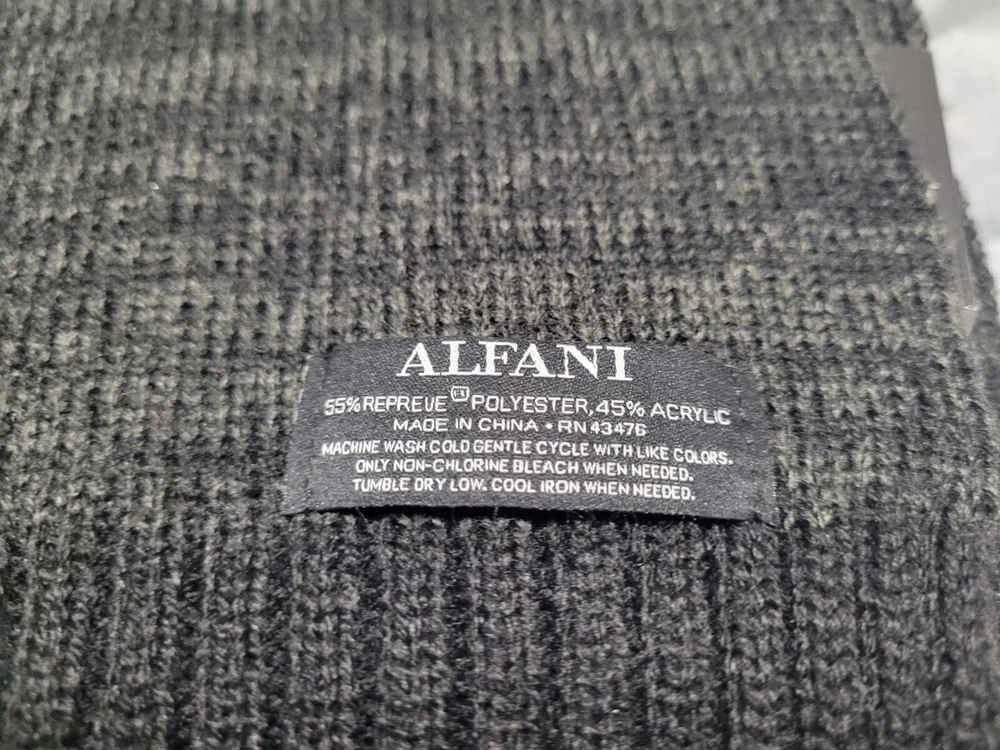 ALFANI
55% REPREVE ® POLYESTER, 45% ACRYLIC
MADE IN CHINA • RN 43476
MACHINE WASH COLD GENTLE CYCLE WITH LIKE COLORS.
ONLY NON-CHLORINE BLEACH WHEN NEEDED.
TUMBLE DRY LOW. COOL IRON WHEN NEEDED.